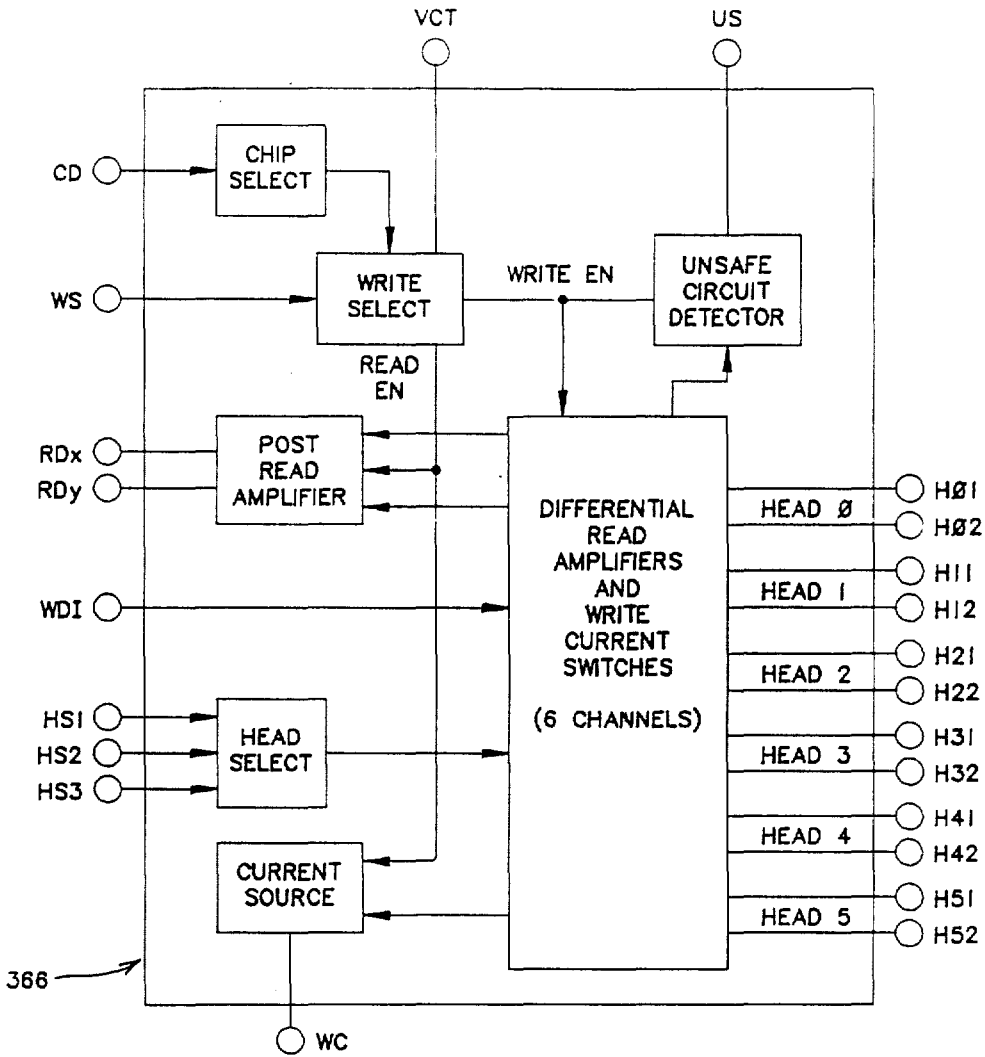 VCT
US
CD
CHIP
SELECT
WS
WRITE
SELECT
WRITE EN
UNSAFE
CIRCUIT
DETECTOR
READ
EN
RDx
RDy
POST
READ
AMPLIFIER
DIFFERENTIAL
READ
AMPLIFIERS
AND
WRITE
CURRENT
SWITCHES
(6 CHANNELS)
WDI
HS1
HS2
HS3
HEAD
SELECT
CURRENT
SOURCE
HEAD Ø
HØ1
HØ2
HEAD 1
H11
H12
HEAD 2
H21
H22
HEAD 3
H31
H32
HEAD 4
H41
H42
HEAD 5
H51
H52
366
WC